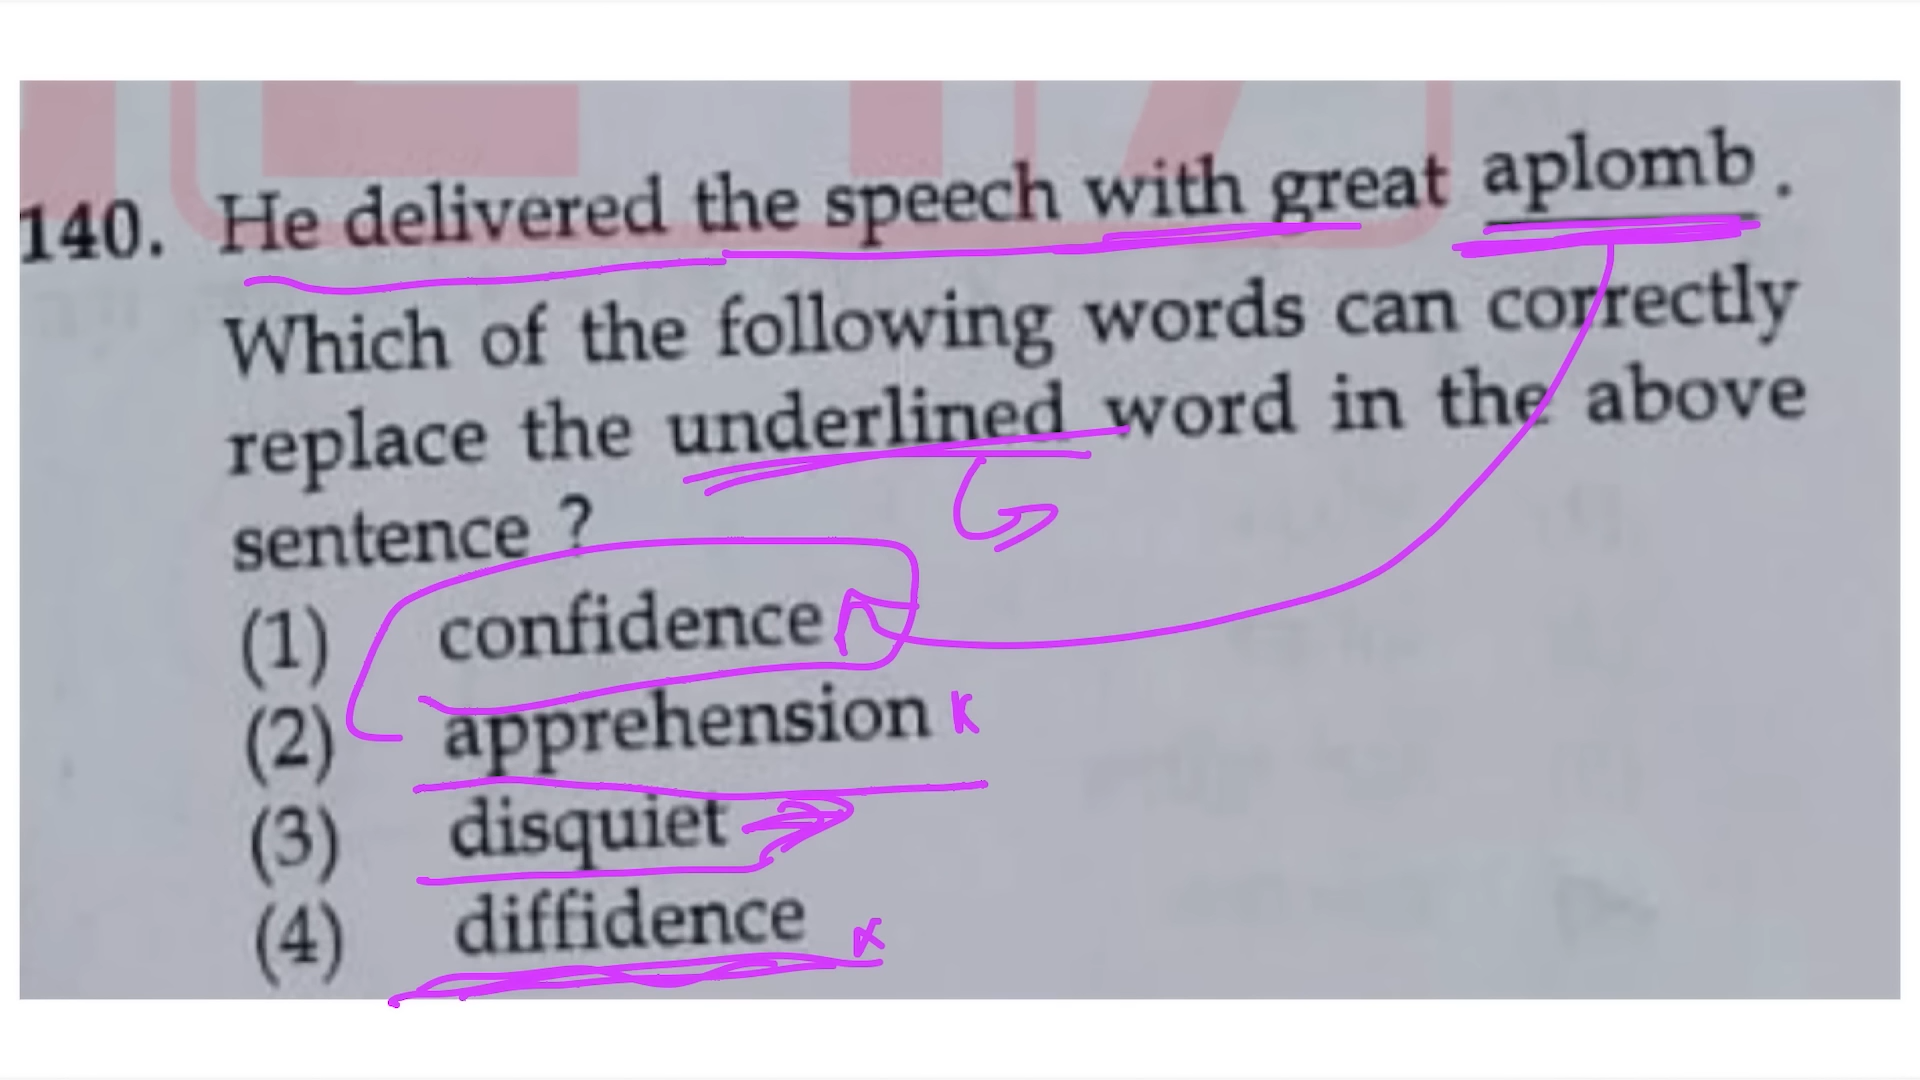 140. He delivered the speech with great aplomb.
Which of the following words can correctly
replace the underlined word in the above
sentence ?
(1) confidence
(2) apprehension
(3) disquiet
(4) diffidence